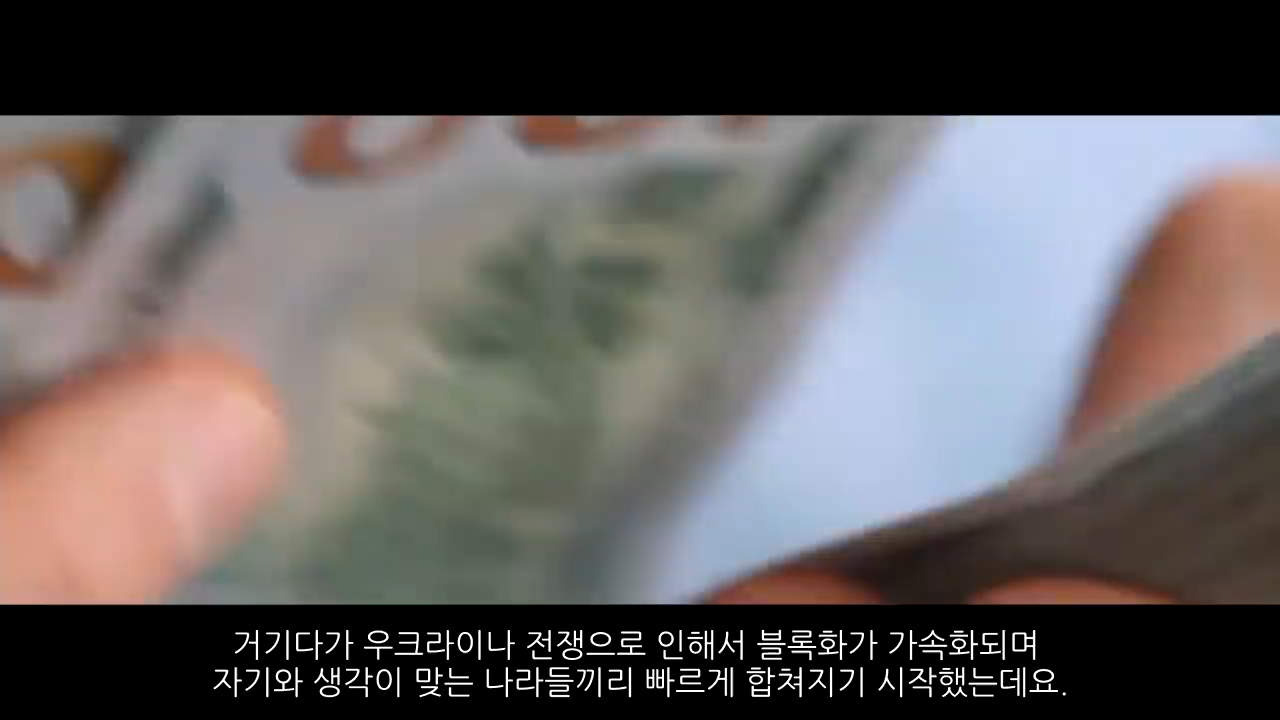 거기다가 우크라이나 전쟁으로 인해서 블록화가 가속화되며
자기와 생각이 맞는 나라들끼리 빠르게 합쳐지기 시작했는데요.